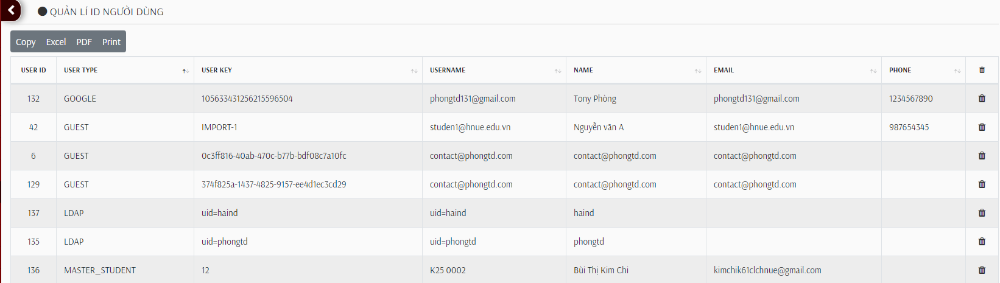 QUẢN LÍ ID NGƯỜI DÙNG
Copy Excel PDF Print
USER ID USER TYPE USER KEY USERNAME NAME EMAIL PHONE
132 GOOGLE 105633431256215596504 phongtd131@gmail.com Tony Phòng phongtd131@gmail.com 1234567890
42 GUEST IMPORT-1 studen1@hnue.edu.vn Nguyễn văn A studen1@hnue.edu.vn 987654345
6 GUEST 0c3ff816-40ab-470c-b77b-bdf08c7a10fc contact@phongtd.com contact@phongtd.com contact@phongtd.com
129 GUEST 374f825a-1437-4825-9157-ee4d1ec3cd29 contact@phongtd.com contact@phongtd.com contact@phongtd.com
137 LDAP uid=haind uid=haind haind
135 LDAP uid=phongtd uid=phongtd phongtd
136 MASTER_STUDENT 12 K25 0002 Bùi Thị Kim Chi kimchik61clchnue@gmail.com